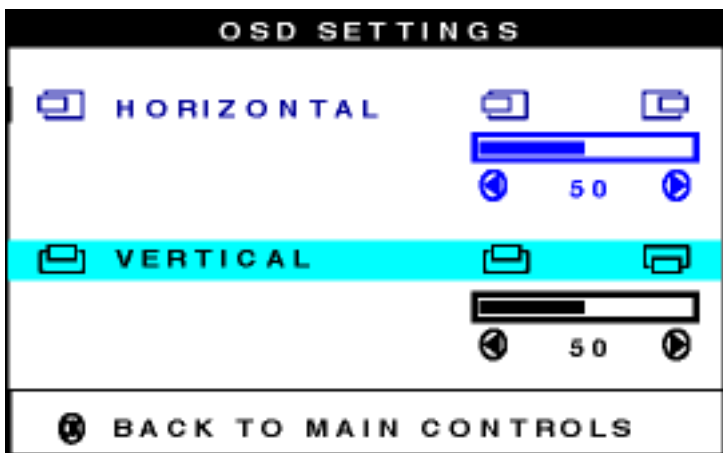 OSD SETTINGS
HORIZONTAL
50
VERTICAL
50
BACK TO MAIN CONTROLS